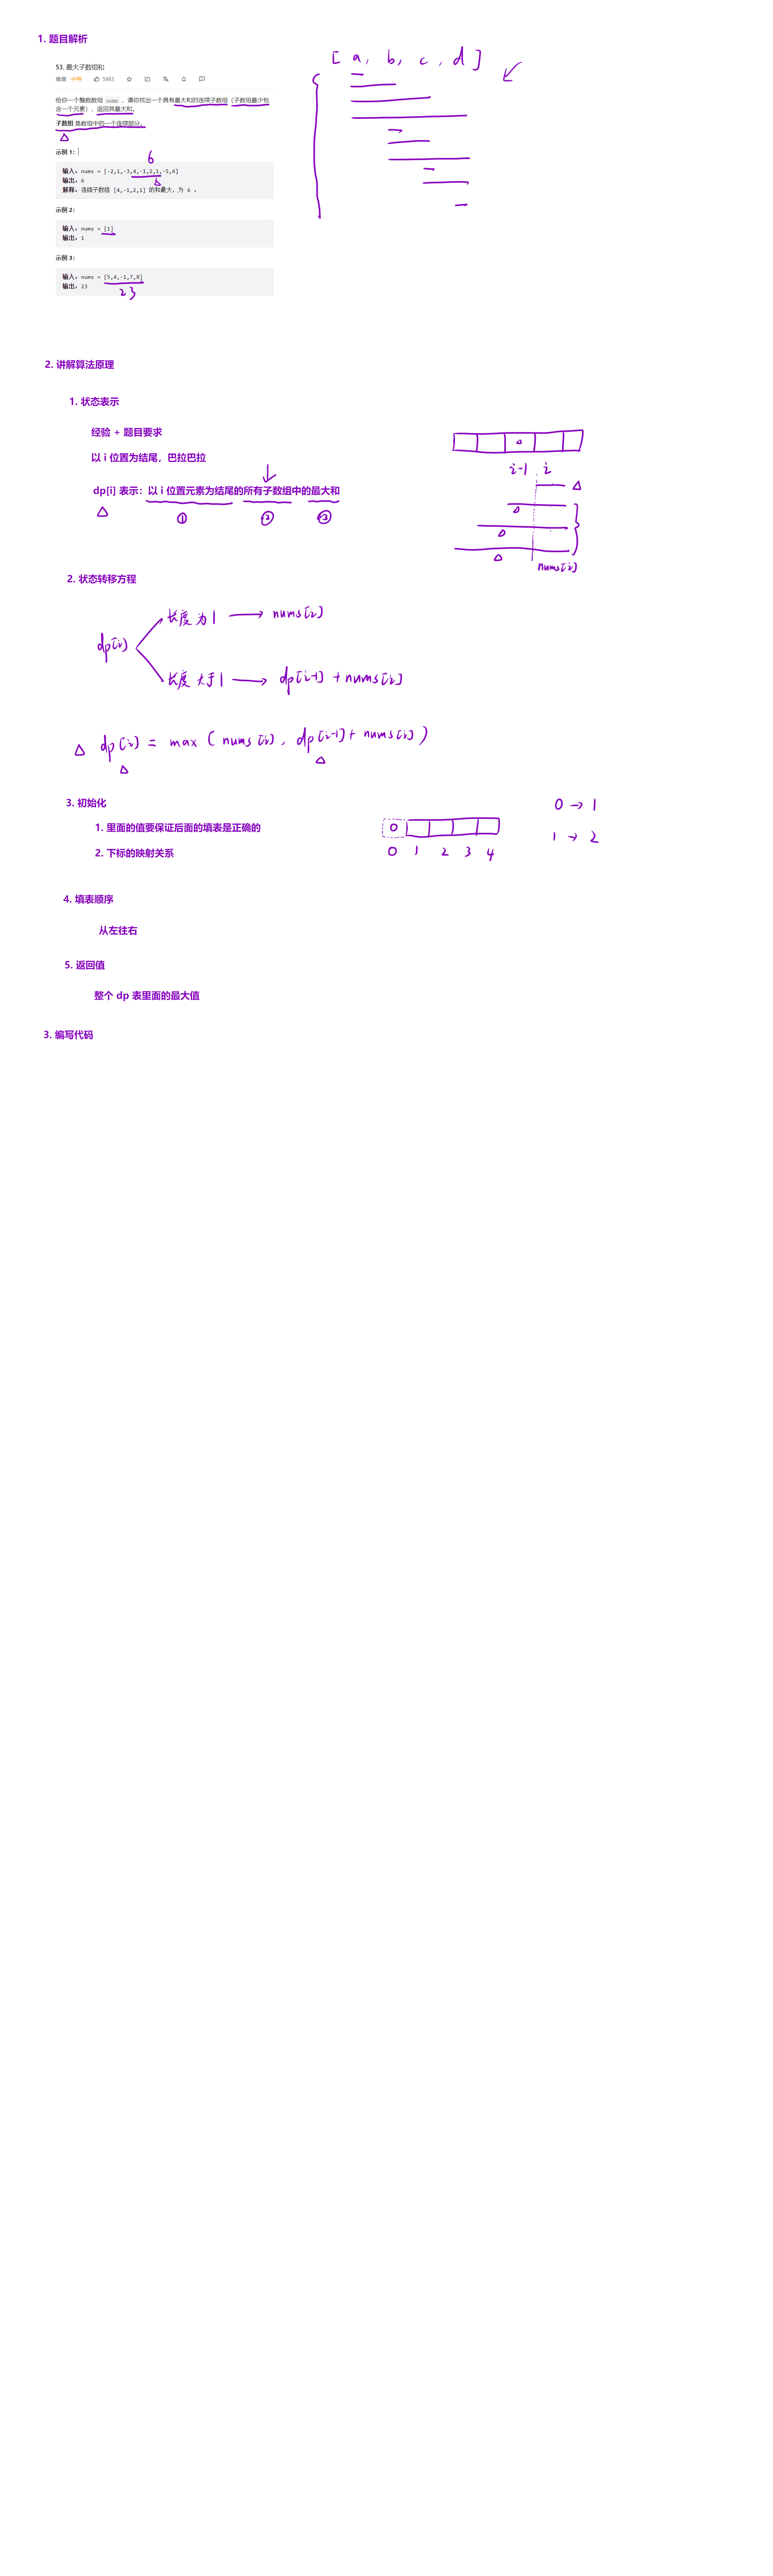 1. 题目解析
53. 最大子数组和
难度 中等 5983
给你一个整数数组 nums ，请你找出一个具有最大和的连续子数组（子数组最少包
含一个元素），返回其最大和。
子数组 是数组中的一个连续部分。
示例 1：
6
输入：nums = [-2,1,-3,4,-1,2,1,-5,4]
输出：6
解释：连续子数组 [4,-1,2,1] 的和最大，为 6 。
示例 2：
输入：nums = [1]
输出：1
示例 3：
输入：nums = [5,4,-1,7,8]
输出：23
23
[ a, b, c, d ]
2. 讲解算法原理
1. 状态表示
经验 + 题目要求
以 i 位置为结尾，巴拉巴拉
dp[i] 表示：以 i 位置元素为结尾的所有子数组中的最大和
① ② ③
i-1 i
nums[i]
2. 状态转移方程
dp[i]
长度为1 → nums[i]
长度大于1 → dp[i-1] + nums[i]
dp[i] = max ( nums[i], dp[i-1] + nums[i] )
3. 初始化
1. 里面的值要保证后面的填表是正确的
2. 下标的映射关系
0
0 1 2 3 4
0 → 1
1 → 2
4. 填表顺序
从左往右
5. 返回值
整个 dp 表里面的最大值
3. 编写代码